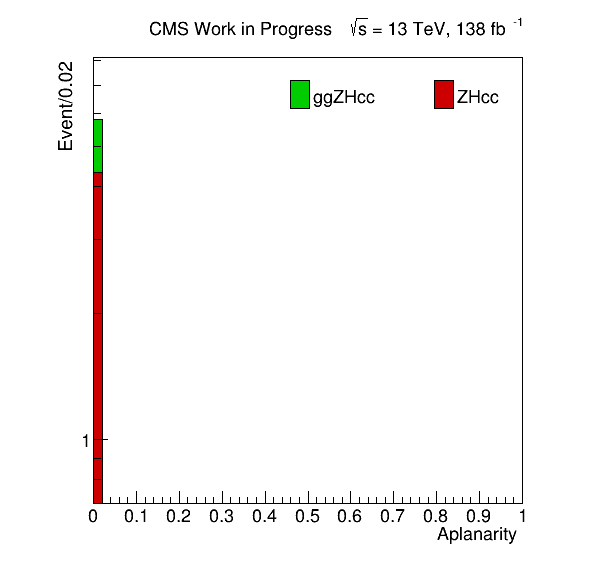 CMS Work in Progress √s = 13 TeV, 138 fb⁻¹
Event/0.02
ggZHcc ZHcc
1
0 0.1 0.2 0.3 0.4 0.5 0.6 0.7 0.8 0.9 1
Aplanarity